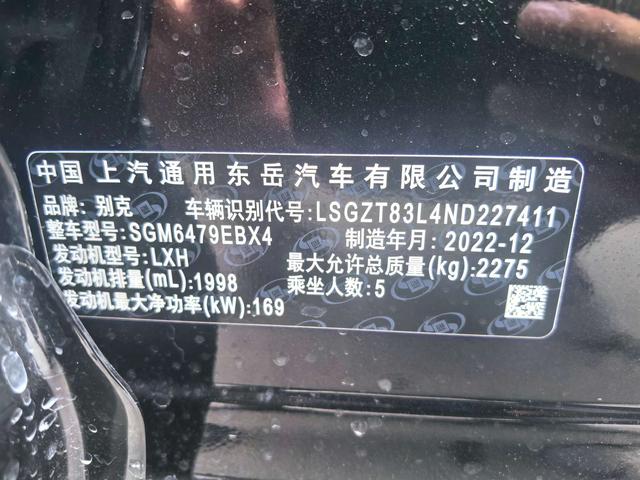 中国 上汽通用东岳汽车有限公司制造
品牌: 别克 车辆识别代号:LSGZT83L4ND227411
整车型号:SGM6479EBX4 制造年月:2022-12
发动机型号:LXH 最大允许总质量(kg):2275
发动机排量(mL):1998 乘坐人数:5
发动机最大净功率(kW):169